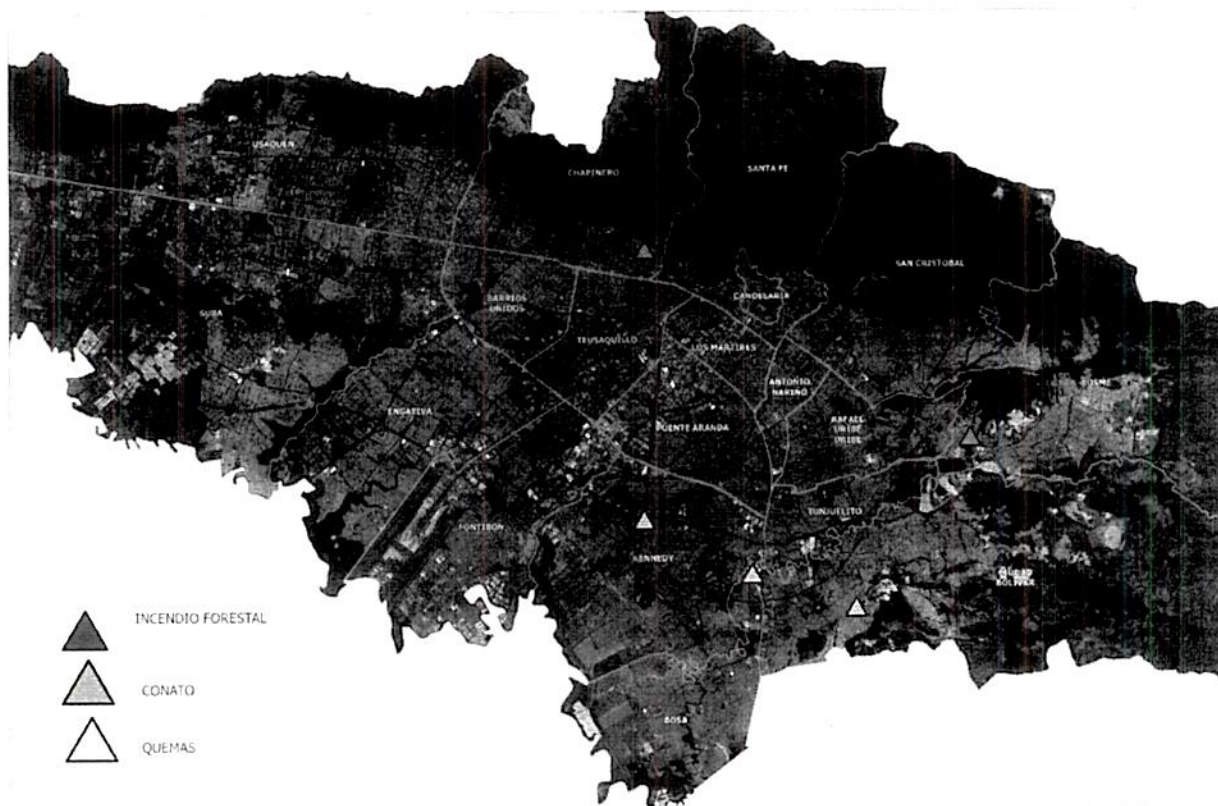 USAQUEN
CHAPINERO
SANTA FE
SAN CRISTOBAL
CANDELARIA
BARRIOS
UNIDOS
SUBA
TEUSAQUILLO
LOS MARTIRES
ANTONIO
NARIÑO
USME
ENGATIVA
RAFAEL
URIBE
URIBE
PUENTE ARANDA
TUNJUELITO
FONTIBON
KENNEDY
BOLIVAR
INCENDIO FORESTAL
CONATO
BOSA
QUEMAS